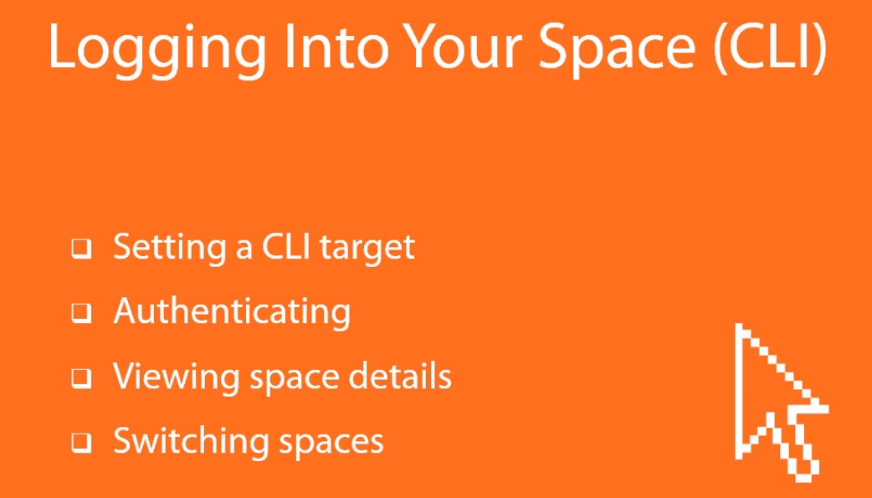 Logging Into Your Space (CLI)
❑ Setting a CLI target
❑ Authenticating
❑ Viewing space details
❑ Switching spaces